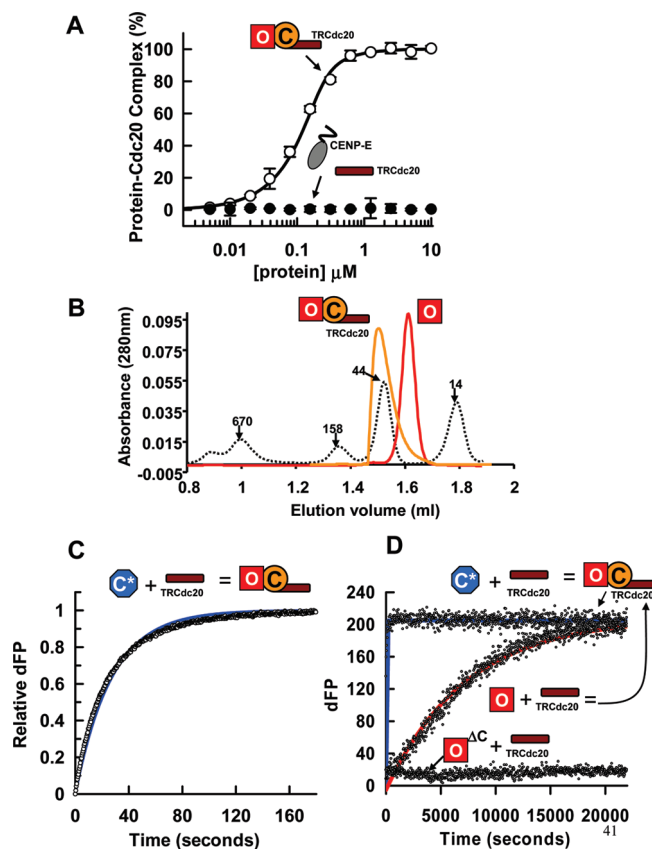 A
O C TRCdc20
Protein-Cdc20 Complex (%)
100
80
60
40
20
0
CENP-E
TRCdc20
0.01 0.1 1 10
[protein] μM
B
O C O
TRCdc20
Absorbance (280nm)
0.095
0.075
0.055
0.035
0.015
-0.005
670
158
44
14
0.8 1 1.2 1.4 1.6 1.8 2
Elution volume (ml)
C
C* + TRCdc20 = O C
Relative dFP
1
0.8
0.6
0.4
0.2
0
0 40 80 120 160
Time (seconds)
D
C* + TRCdc20 = O C TRCdc20
dFP
240
200
160
120
80
40
0
O + TRCdc20 =
O ΔC + TRCdc20
0 5000 10000 15000 20000
Time (seconds)
41